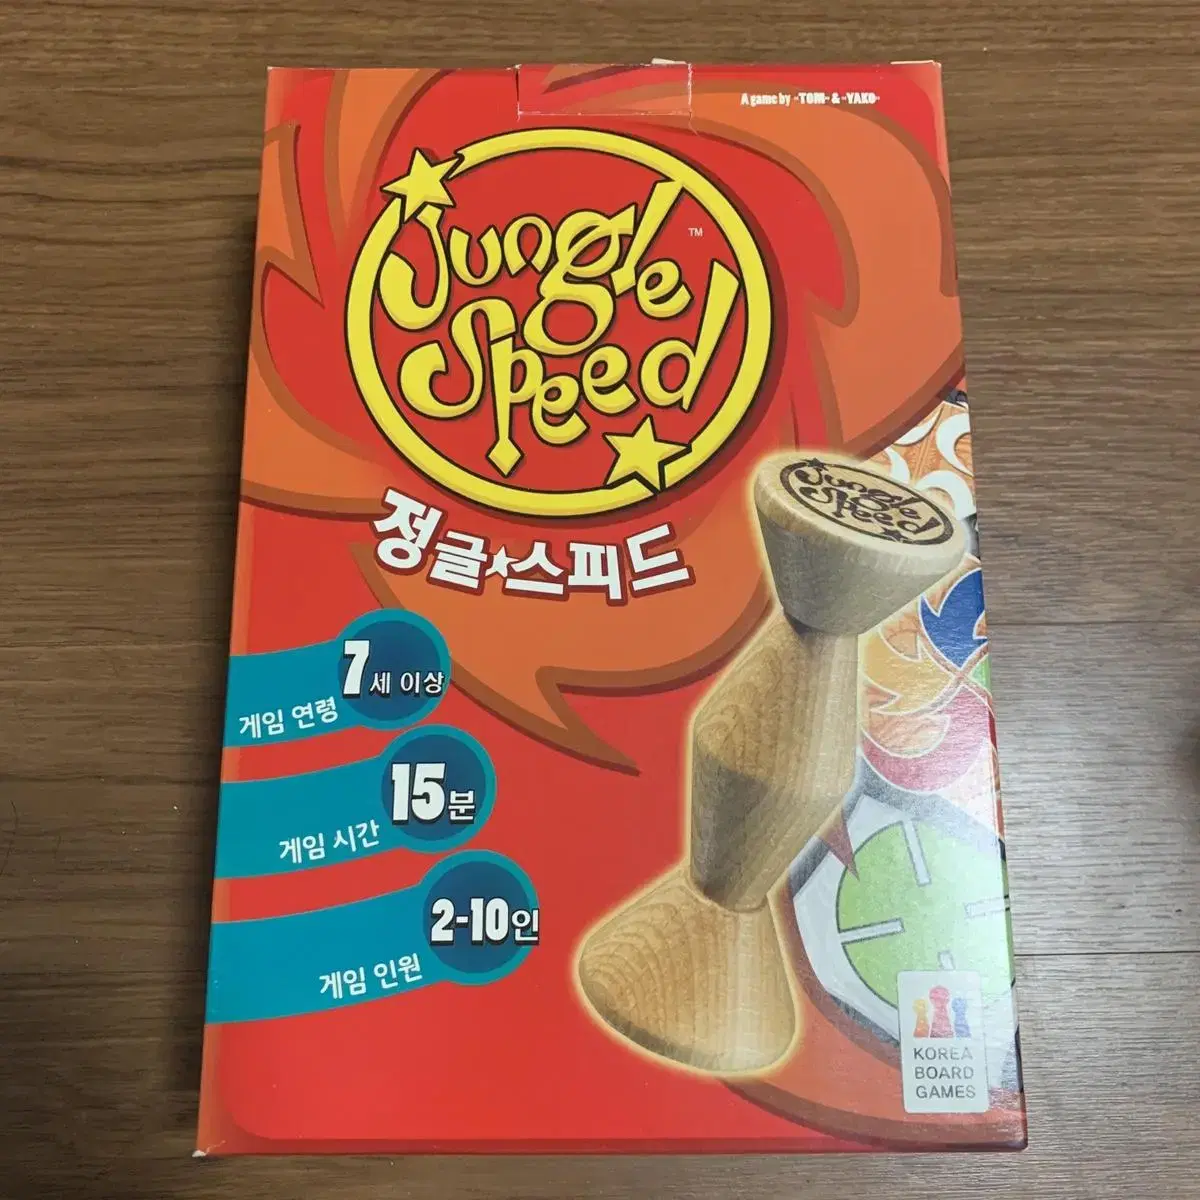 A game by "TOM" & "YAKO"
Jungle
Speed
TM
정글★스피드
Jungle
Speed
7세 이상
게임 연령
15분
게임 시간
2-10인
게임 인원
KOREA
BOARD
GAMES